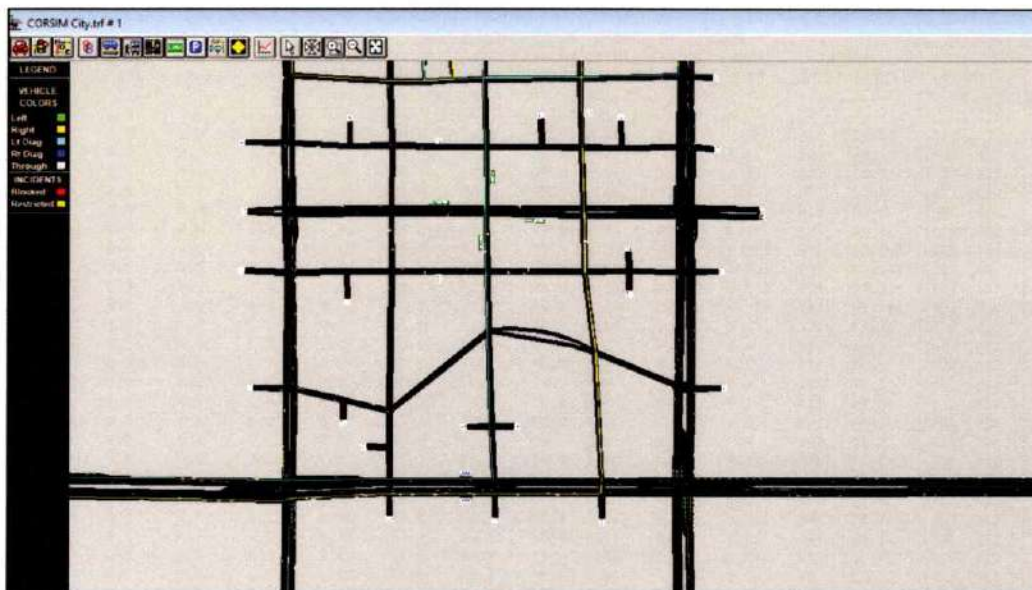 CORSIM City.trf # 1
LEGEND
VEHICLE
COLORS
Left
Right
Lt Diag
Rt Diag
Through
INCIDENTS
Blocked
Restricted